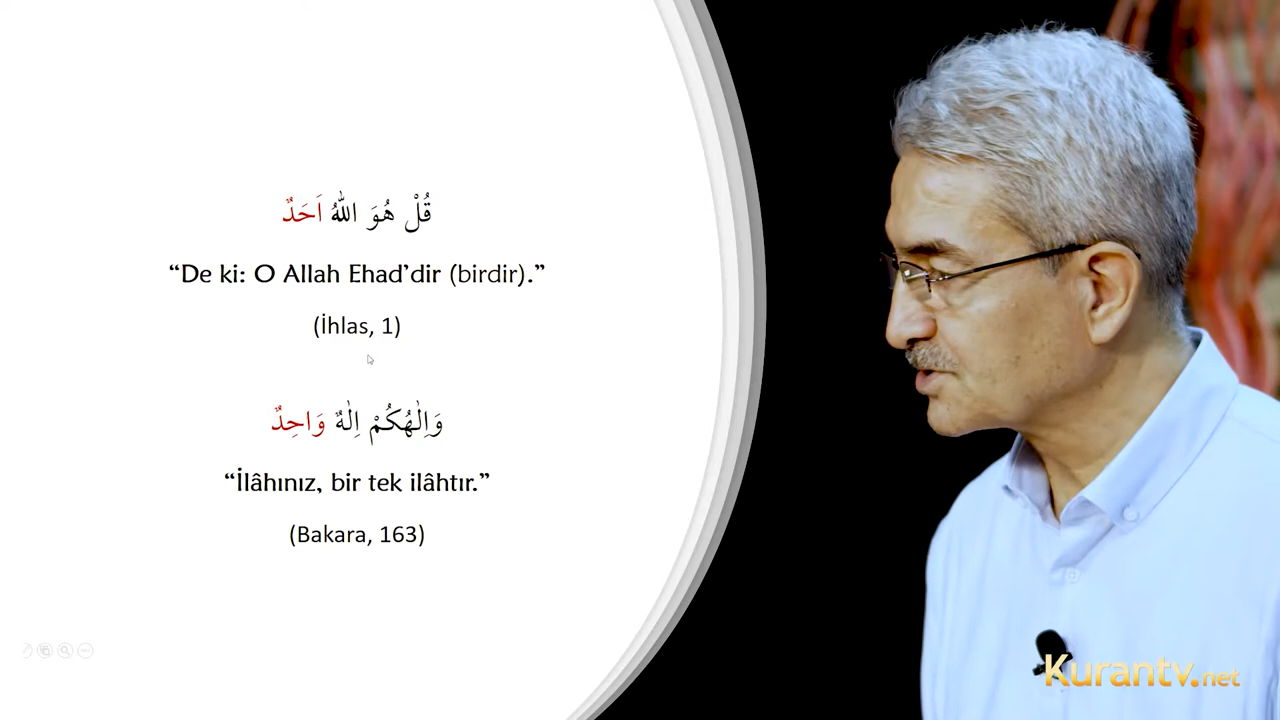 قُلْ هُوَ اللّٰهُ اَحَدٌ
“De ki: O Allah Ehad’dir (birdir).”
(İhlas, 1)
وَاِلٰهُكُمْ اِلٰهٌ وَاحِدٌ
“İlâhınız, bir tek ilâhtır.”
(Bakara, 163)
Kurantv.net